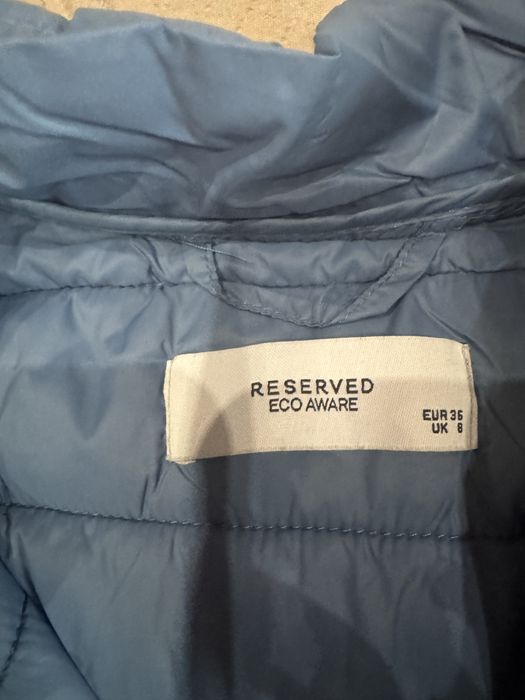 RESERVED
ECO AWARE
EUR 36
UK 8